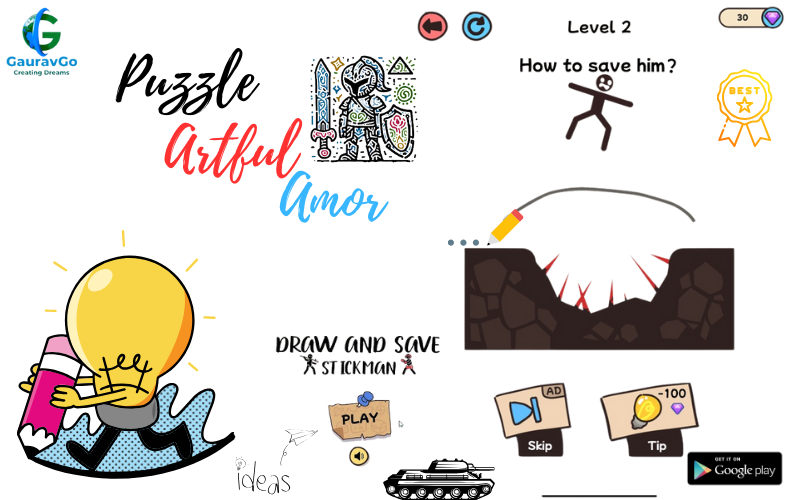 GauravGo
Creating Dreams
Puzzle
Artful
Amor
Level 2
30
How to save him?
BEST
DRAW AND SAVE
STICKMAN
PLAY
ideas
AD
Skip
-100
Tip
GET IT ON
Google play